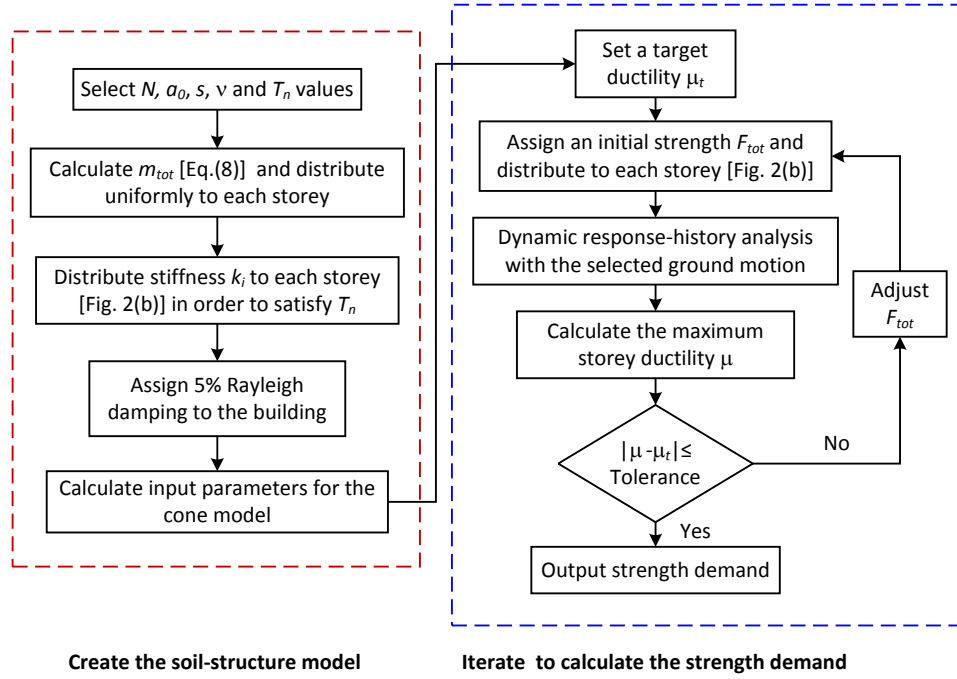 Select N, a0, s, ν and Tn values
Calculate mtot [Eq.(8)] and distribute
uniformly to each storey
Distribute stiffness ki to each storey
[Fig. 2(b)] in order to satisfy Tn
Assign 5% Rayleigh
damping to the building
Calculate input parameters for the
cone model
Create the soil-structure model
Set a target
ductility μt
Assign an initial strength Ftot and
distribute to each storey [Fig. 2(b)]
Dynamic response-history analysis
with the selected ground motion
Calculate the maximum
storey ductility μ
|μ-μt|≤
Tolerance
No
Adjust
Ftot
Yes
Output strength demand
Iterate to calculate the strength demand